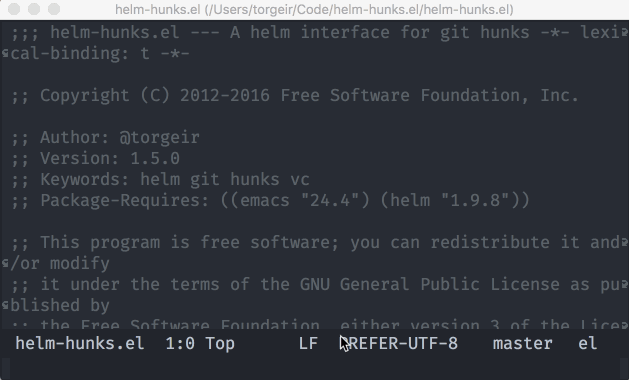 helm-hunks.el (/Users/torgeir/Code/helm-hunks.el/helm-hunks.el)
;;; helm-hunks.el --- A helm interface for git hunks -*- lexi
cal-binding: t -*-
;; Copyright (C) 2012-2016 Free Software Foundation, Inc.
;; Author: @torgeir
;; Version: 1.5.0
;; Keywords: helm git hunks vc
;; Package-Requires: ((emacs "24.4") (helm "1.9.8"))
;; This program is free software; you can redistribute it and
/or modify
;; it under the terms of the GNU General Public License as pu
blished by
;; the Free Software Foundation, either version 3 of the Lice
helm-hunks.el 1:0 Top LF PREFER-UTF-8 master el